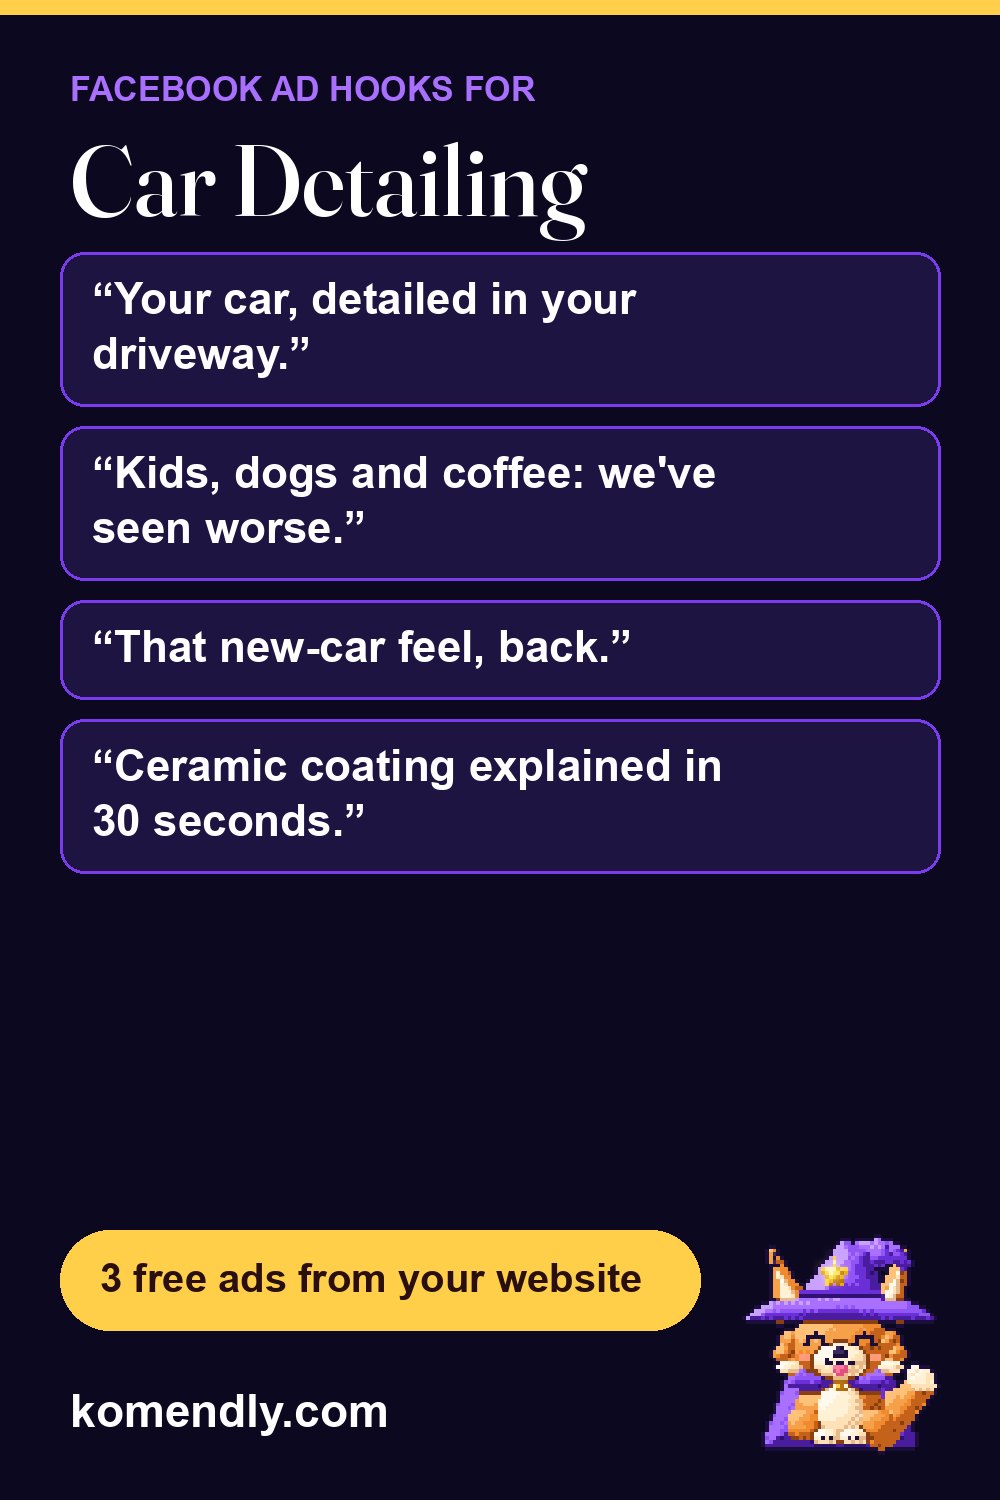 FACEBOOK AD HOOKS FOR
Car Detailing
“Your car, detailed in your
driveway.”
“Kids, dogs and coffee: we've
seen worse.”
“That new-car feel, back.”
“Ceramic coating explained in
30 seconds.”
3 free ads from your website
komendly.com